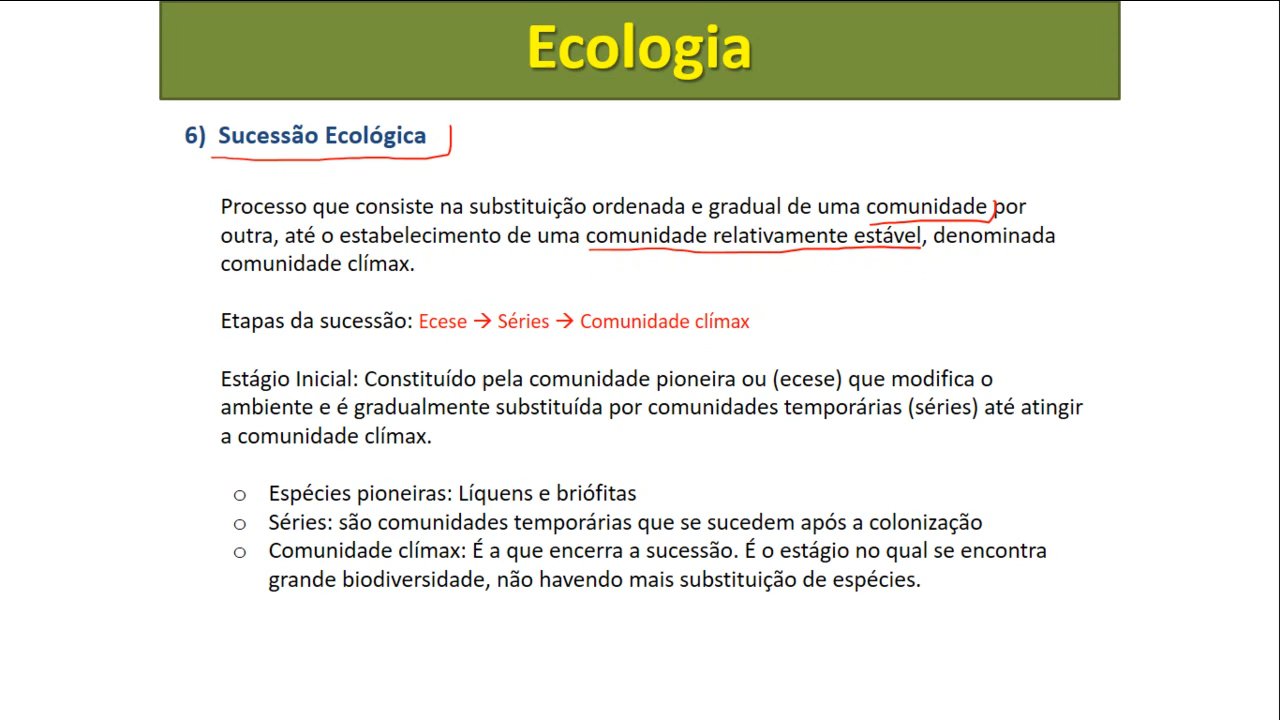 Ecologia
6) Sucessão Ecológica
Processo que consiste na substituição ordenada e gradual de uma comunidade por
outra, até o estabelecimento de uma comunidade relativamente estável, denominada
comunidade clímax.
Etapas da sucessão: Ecese → Séries → Comunidade clímax
Estágio Inicial: Constituído pela comunidade pioneira ou (ecese) que modifica o
ambiente e é gradualmente substituída por comunidades temporárias (séries) até atingir
a comunidade clímax.
o Espécies pioneiras: Líquens e briófitas
o Séries: são comunidades temporárias que se sucedem após a colonização
o Comunidade clímax: É a que encerra a sucessão. É o estágio no qual se encontra
grande biodiversidade, não havendo mais substituição de espécies.